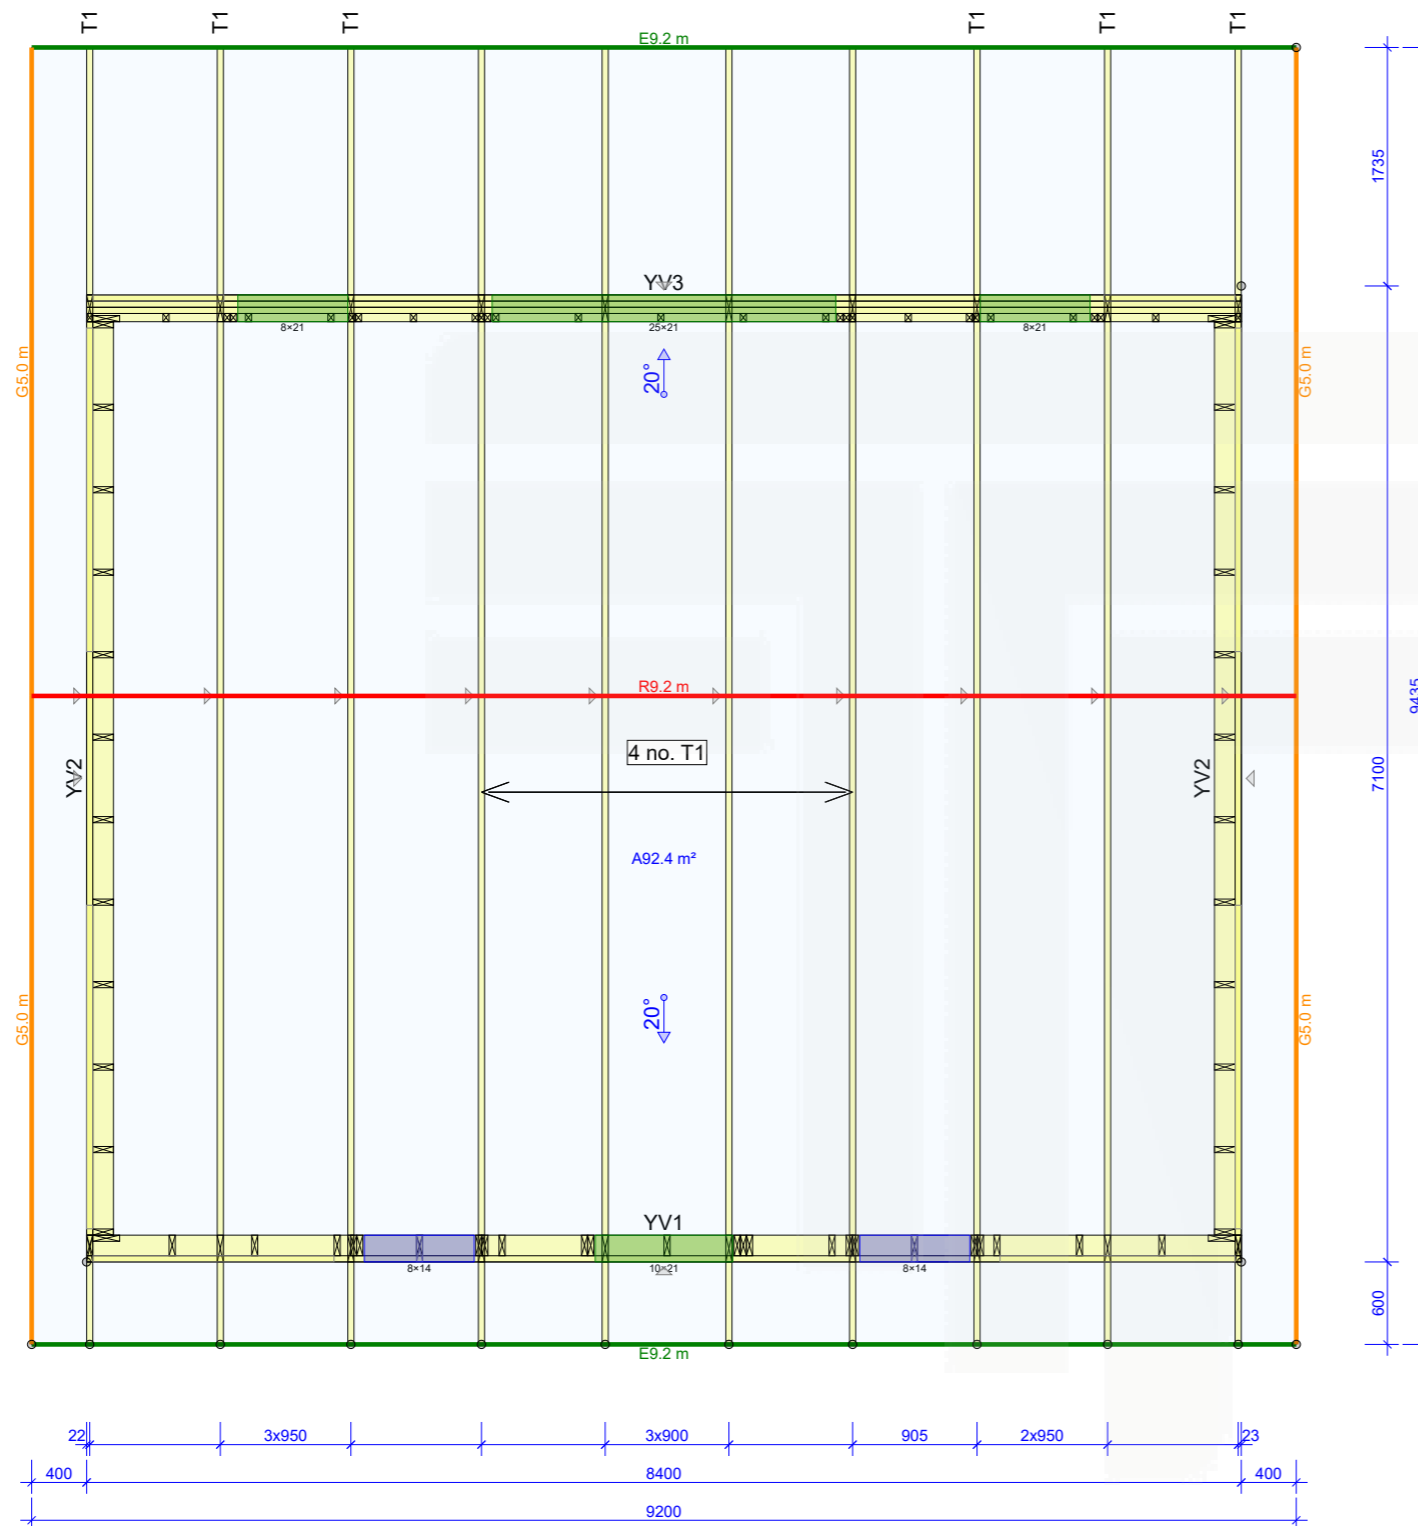 T1 T1 T1 T1 T1 T1
E9.2 m
1735
YV3
8×21 25×21 8×21
G5.0 m 20° G5.0 m
R9.2 m
9435
4 no. T1
YV2 YV2 7100
A92.4 m²
G5.0 m 20° G5.0 m
YV1
8×14 10×21 8×14
600
E9.2 m
22 3x950 3x900 905 2x950 23
400 8400 400
9200